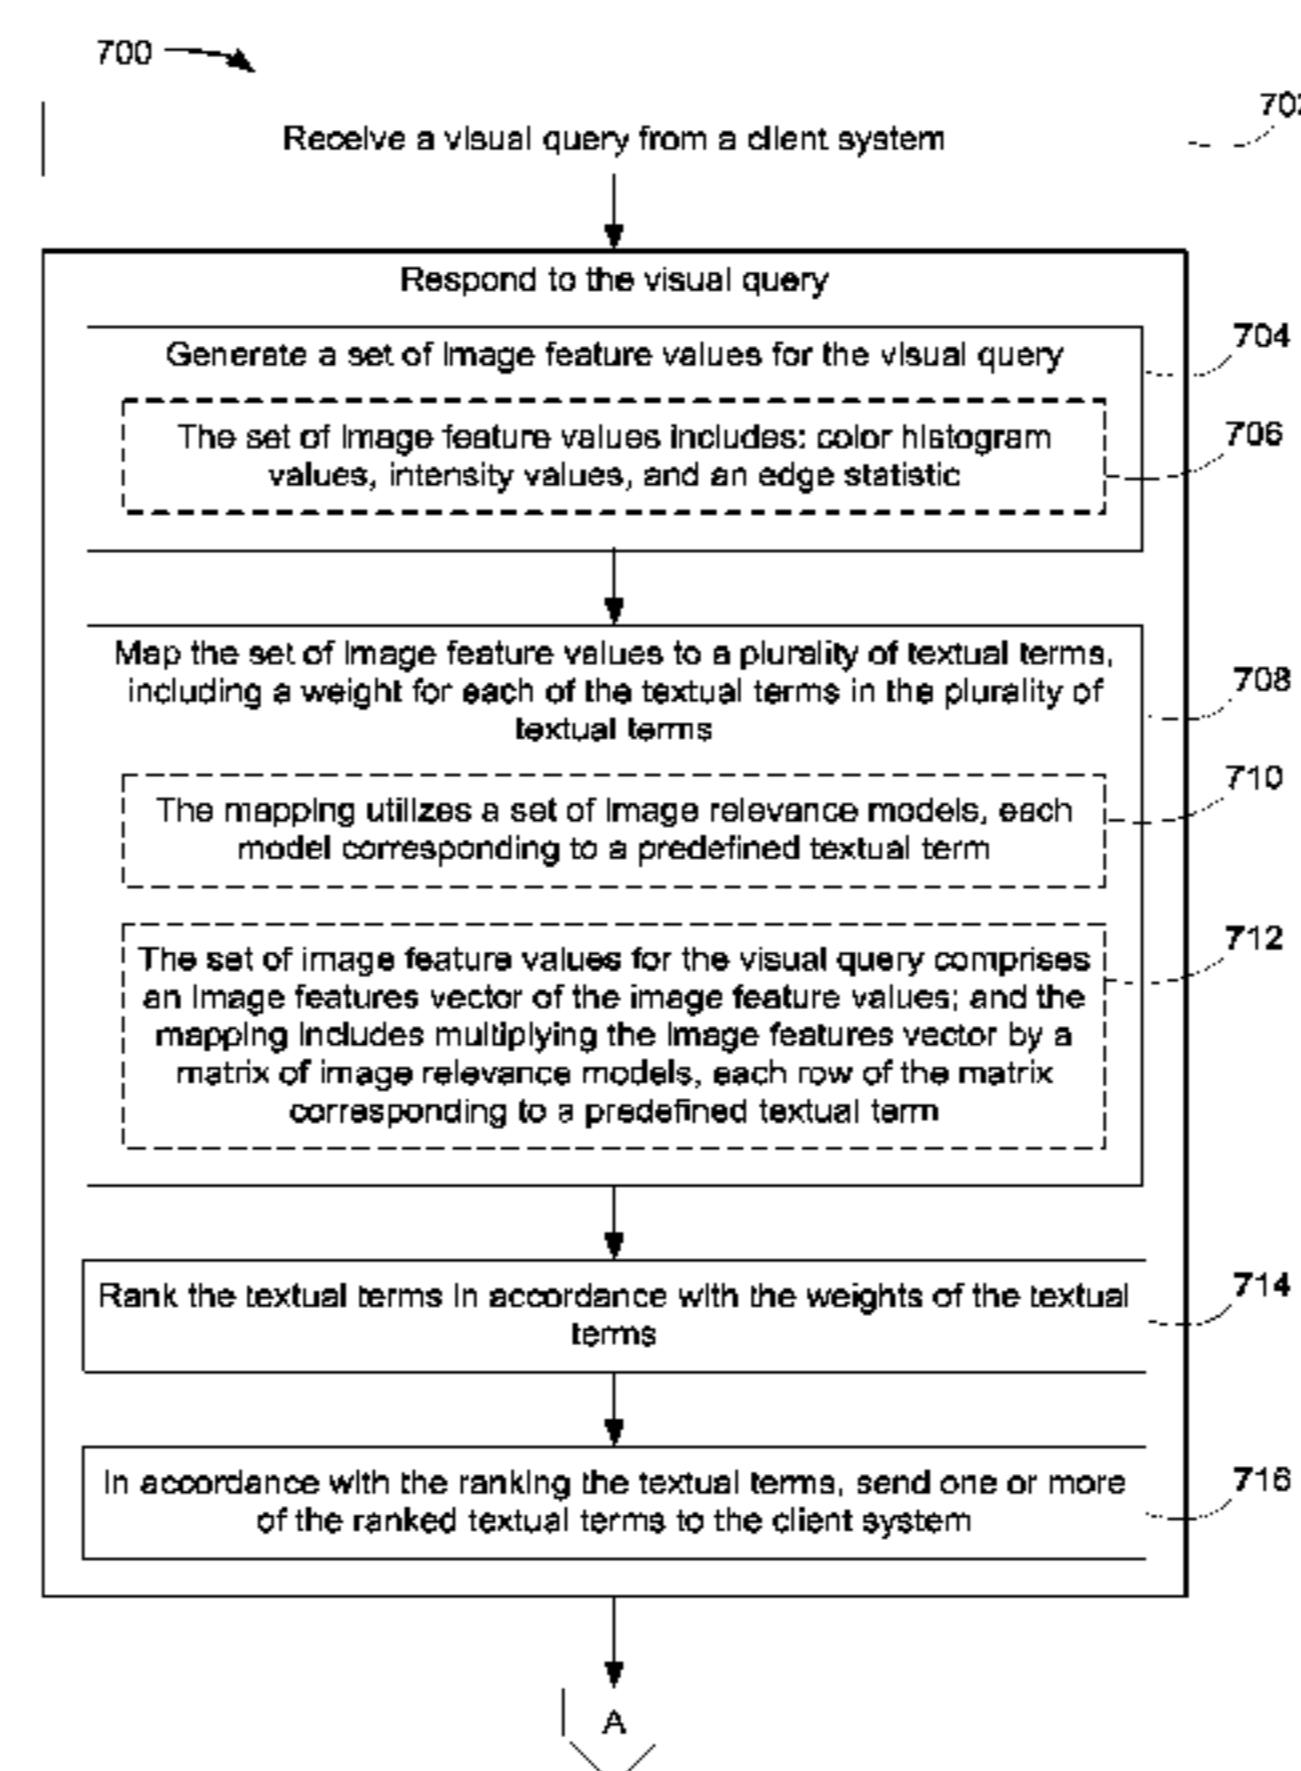 700
702
Receive a visual query from a client system
Respond to the visual query
704
Generate a set of image feature values for the visual query
706
The set of image feature values includes: color histogram
values, intensity values, and an edge statistic
708
Map the set of image feature values to a plurality of textual terms,
including a weight for each of the textual terms in the plurality of
textual terms
710
The mapping utilizes a set of image relevance models, each
model corresponding to a predefined textual term
712
The set of image feature values for the visual query comprises
an image features vector of the image feature values; and the
mapping includes multiplying the image features vector by a
matrix of image relevance models, each row of the matrix
corresponding to a predefined textual term
714
Rank the textual terms in accordance with the weights of the textual
terms
716
In accordance with the ranking the textual terms, send one or more
of the ranked textual terms to the client system
A